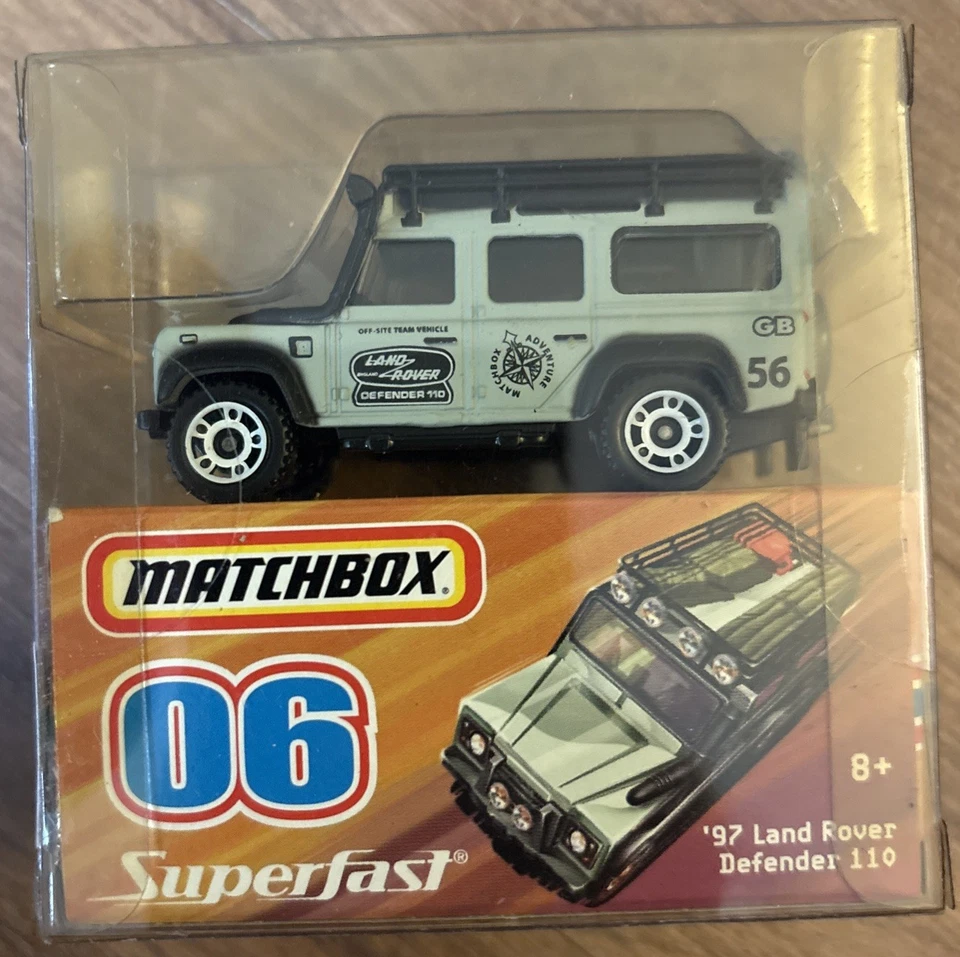 GB
56
OFF-SITE TEAM VEHICLE
LAND
ENGLAND ROVER
DEFENDER 110
MATCHBOX ADVENTURE
MATCHBOX®
06
Superfast®
8+
'97 Land Rover
Defender 110